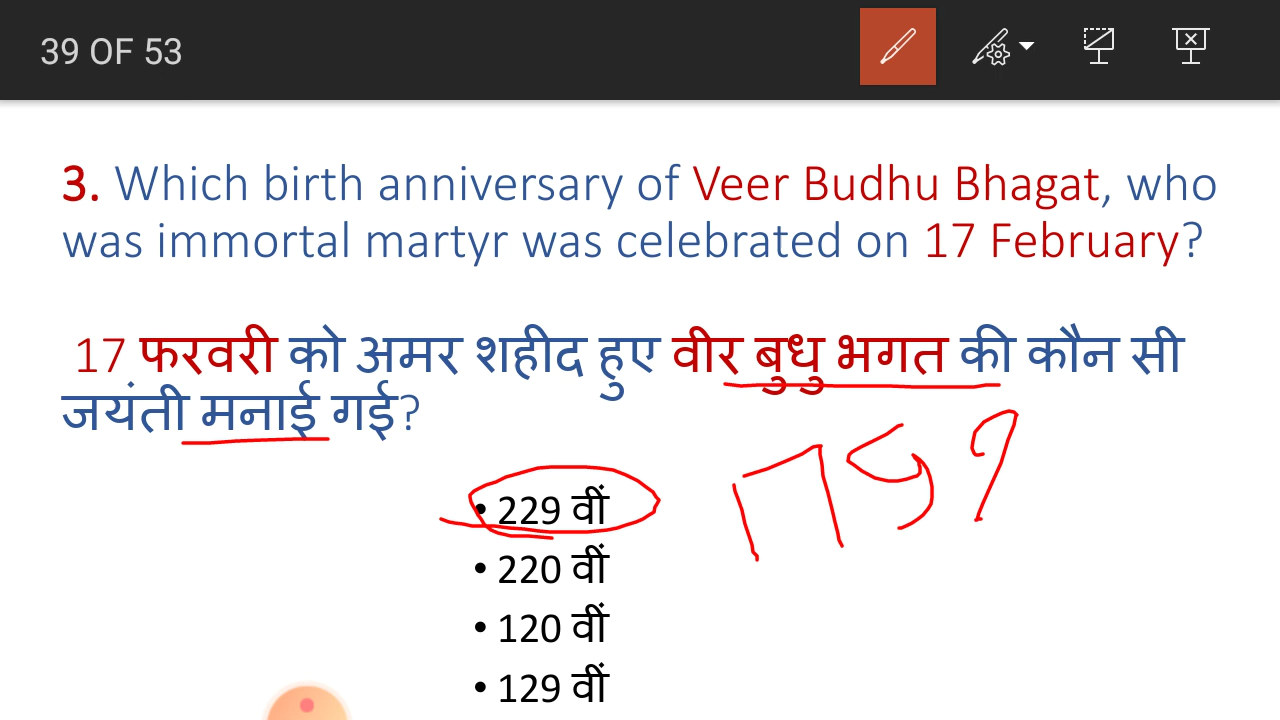 39 OF 53
3. Which birth anniversary of Veer Budhu Bhagat, who
was immortal martyr was celebrated on 17 February?
17 फरवरी को अमर शहीद हुए वीर बुधु भगत की कौन सी
जयंती मनाई गई?
• 229 वीं
• 220 वीं
• 120 वीं
• 129 वीं